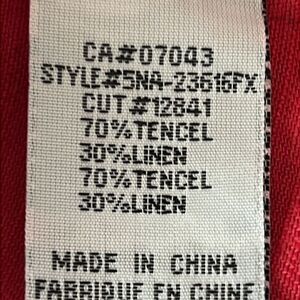 CA#07043
STYLE#5NA-23616FX
CUT#12841
70%TENCEL
30%LINEN
70%TENCEL
30%LINEN
MADE IN CHINA
FABRIQUE EN CHINE